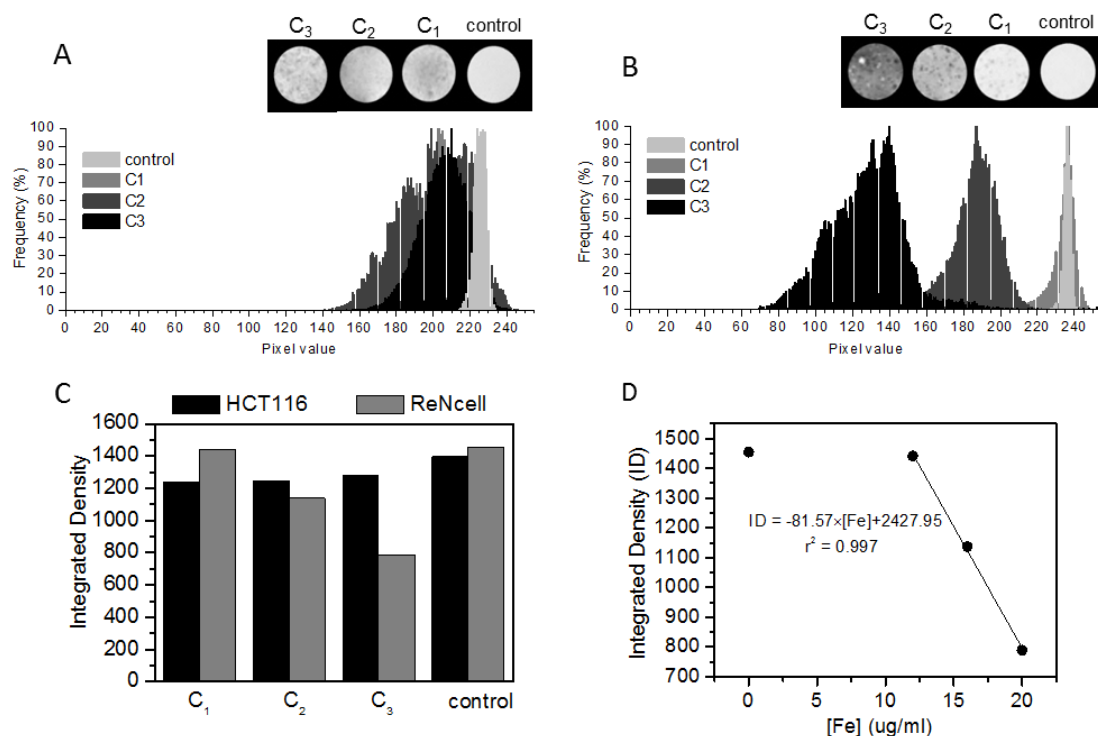 A
C₃ C₂ C₁ control
100
90
80
70
60
50
40
30
20
10
0
Frequency (%)
control
C1
C2
C3
0 20 40 60 80 100 120 140 160 180 200 220 240
Pixel value
B
C₃ C₂ C₁ control
100
90
80
70
60
50
40
30
20
10
0
Frequency (%)
control
C1
C2
C3
0 20 40 60 80 100 120 140 160 180 200 220 240
Pixel value
C
HCT116 ReNcell
1600
1400
1200
1000
800
600
400
200
0
Integrated Density
C₁ C₂ C₃ control
D
1500
1400
1300
1200
1100
1000
900
800
700
Integrated Density (ID)
ID = -81.57×[Fe]+2427.95
r² = 0.997
0 5 10 15 20
[Fe] (ug/ml)